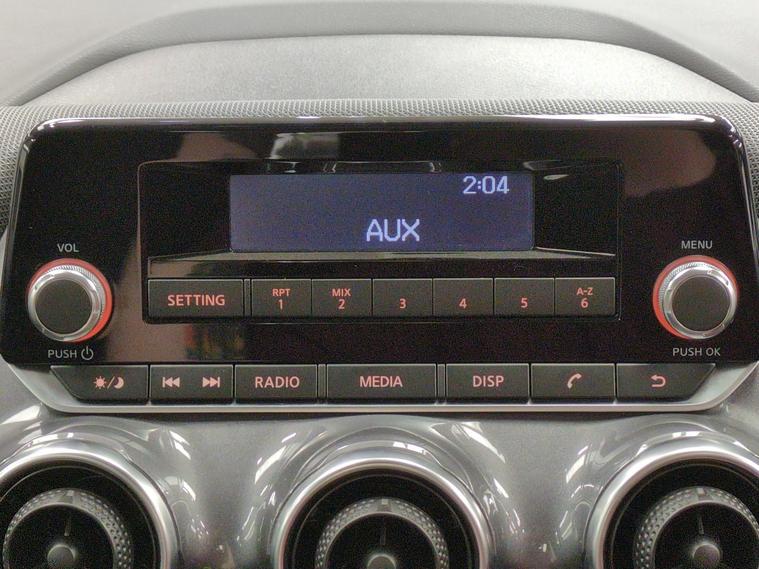 2:04
AUX
VOL
MENU
SETTING
RPT
1
MIX
2
3
4
5
A-Z
6
PUSH
PUSH OK
RADIO
MEDIA
DISP